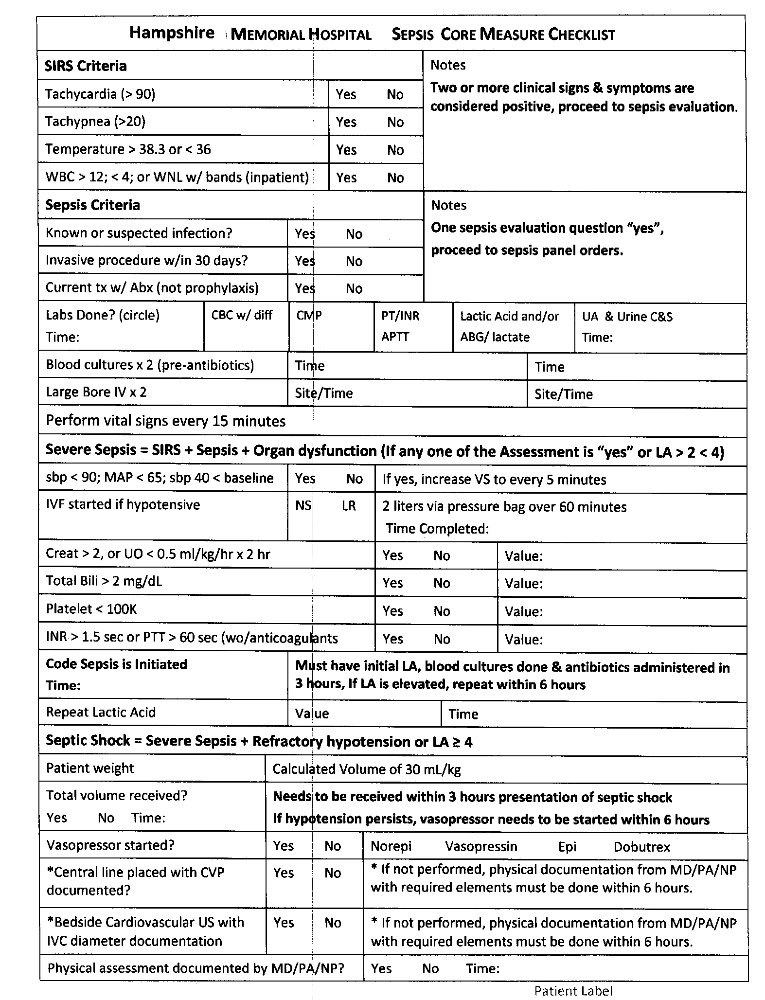 Hampshire MEMORIAL HOSPITAL SEPSIS CORE MEASURE CHECKLIST
SIRS Criteria
Notes
Two or more clinical signs & symptoms are
considered positive, proceed to sepsis evaluation.
Tachycardia (> 90) Yes No
Tachypnea (>20) Yes No
Temperature > 38.3 or < 36 Yes No
WBC > 12; < 4; or WNL w/ bands (inpatient) Yes No
Sepsis Criteria
Notes
One sepsis evaluation question “yes”,
proceed to sepsis panel orders.
Known or suspected infection? Yes No
Invasive procedure w/in 30 days? Yes No
Current tx w/ Abx (not prophylaxis) Yes No
Labs Done? (circle) CBC w/ diff CMP PT/INR Lactic Acid and/or UA & Urine C&S
Time: APTT ABG/ lactate Time:
Blood cultures x 2 (pre-antibiotics) Time Time
Large Bore IV x 2 Site/Time Site/Time
Perform vital signs every 15 minutes
Severe Sepsis = SIRS + Sepsis + Organ dysfunction (If any one of the Assessment is “yes” or LA > 2 < 4)
sbp < 90; MAP < 65; sbp 40 < baseline Yes No If yes, increase VS to every 5 minutes
IVF started if hypotensive NS LR 2 liters via pressure bag over 60 minutes
Time Completed:
Creat > 2, or UO < 0.5 ml/kg/hr x 2 hr Yes No Value:
Total Bili > 2 mg/dL Yes No Value:
Platelet < 100K Yes No Value:
INR > 1.5 sec or PTT > 60 sec (wo/anticoagulants Yes No Value:
Code Sepsis is Initiated
Time:
Must have initial LA, blood cultures done & antibiotics administered in
3 hours, If LA is elevated, repeat within 6 hours
Repeat Lactic Acid Value Time
Septic Shock = Severe Sepsis + Refractory hypotension or LA ≥ 4
Patient weight Calculated Volume of 30 mL/kg
Total volume received?
Yes No Time:
Needs to be received within 3 hours presentation of septic shock
If hypotension persists, vasopressor needs to be started within 6 hours
Vasopressor started? Yes No Norepi Vasopressin Epi Dobutrex
*Central line placed with CVP
documented?
Yes No
* If not performed, physical documentation from MD/PA/NP
with required elements must be done within 6 hours.
*Bedside Cardiovascular US with
IVC diameter documentation
Yes No
* If not performed, physical documentation from MD/PA/NP
with required elements must be done within 6 hours.
Physical assessment documented by MD/PA/NP? Yes No Time:
Patient Label